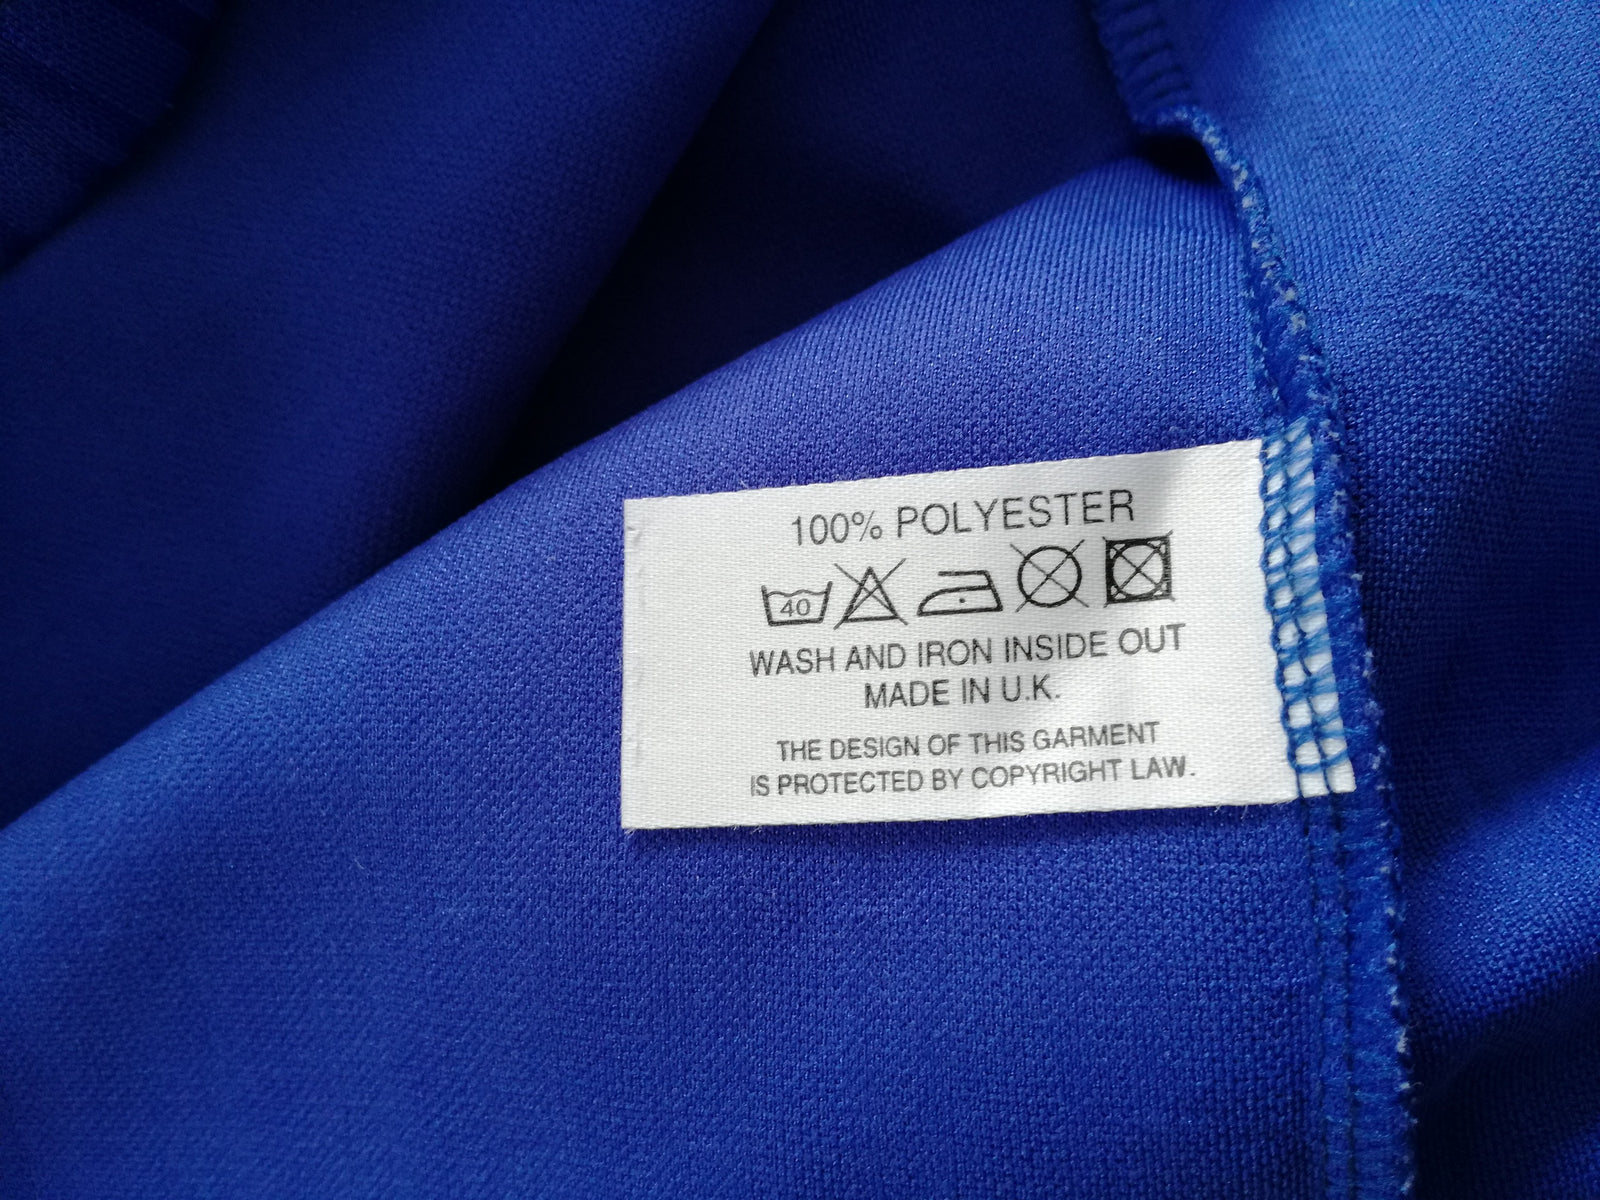 100% POLYESTER
40
WASH AND IRON INSIDE OUT
MADE IN U.K.
THE DESIGN OF THIS GARMENT
IS PROTECTED BY COPYRIGHT LAW.